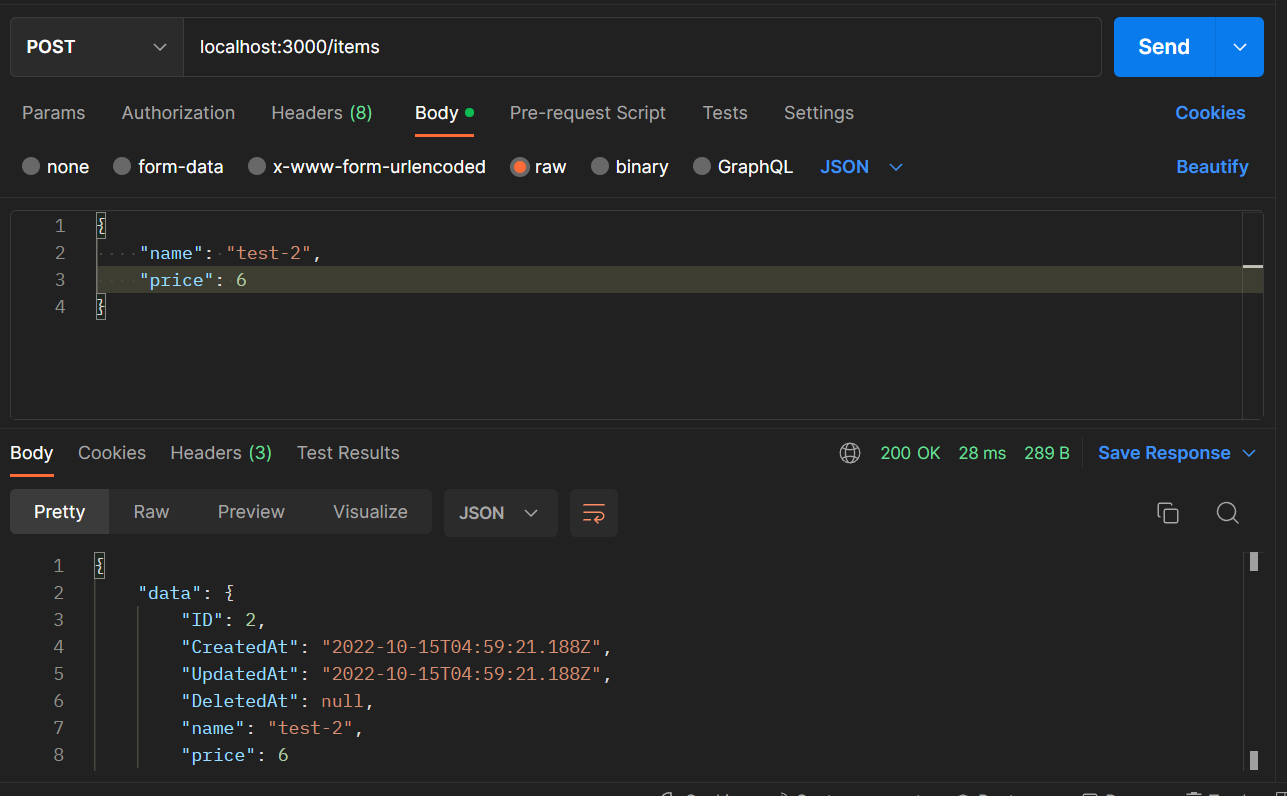 POST localhost:3000/items Send
Params Authorization Headers (8) Body Pre-request Script Tests Settings Cookies
none form-data x-www-form-urlencoded raw binary GraphQL JSON Beautify
1 {
2 "name": "test-2",
3 "price": 6
4 }
Body Cookies Headers (3) Test Results 200 OK 28 ms 289 B Save Response
Pretty Raw Preview Visualize JSON
1 {
2 "data": {
3 "ID": 2,
4 "CreatedAt": "2022-10-15T04:59:21.188Z",
5 "UpdatedAt": "2022-10-15T04:59:21.188Z",
6 "DeletedAt": null,
7 "name": "test-2",
8 "price": 6